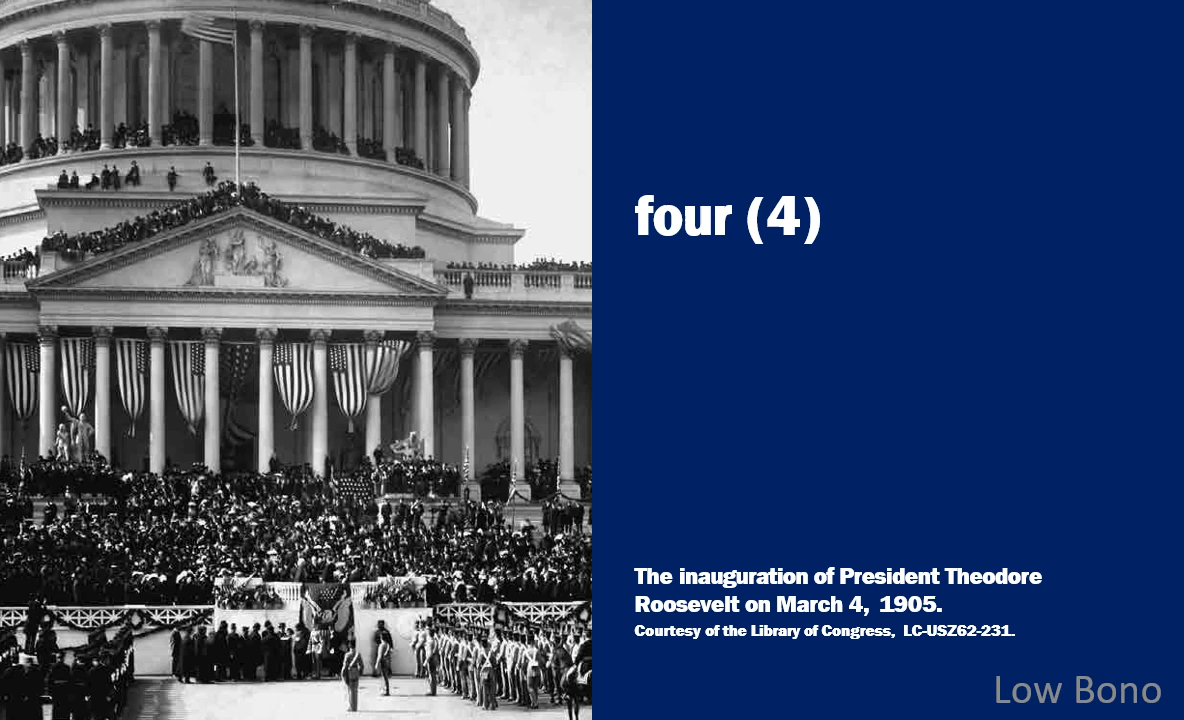 four (4)
The inauguration of President Theodore
Roosevelt on March 4, 1905.
Courtesy of the Library of Congress, LC-USZ62-231.
Low Bono